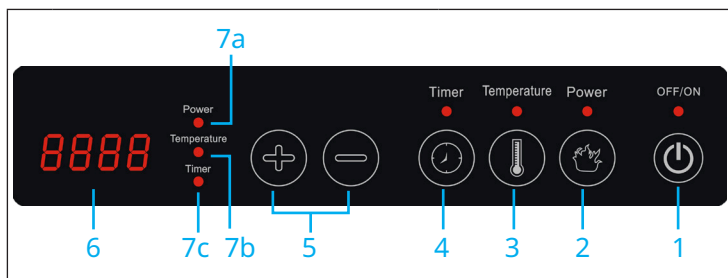 7a
Timer Temperature Power OFF/ON
Power
Temperature
Timer
8888
6 7c 7b 5 4 3 2 1